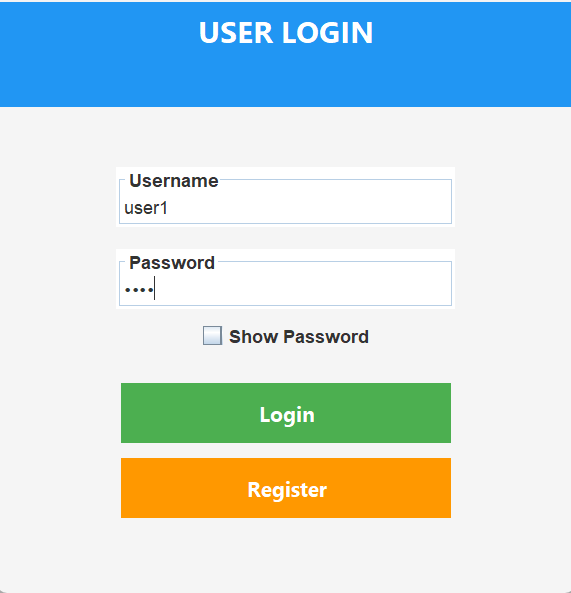 USER LOGIN
Username
user1
Password
••••
Show Password
Login
Register